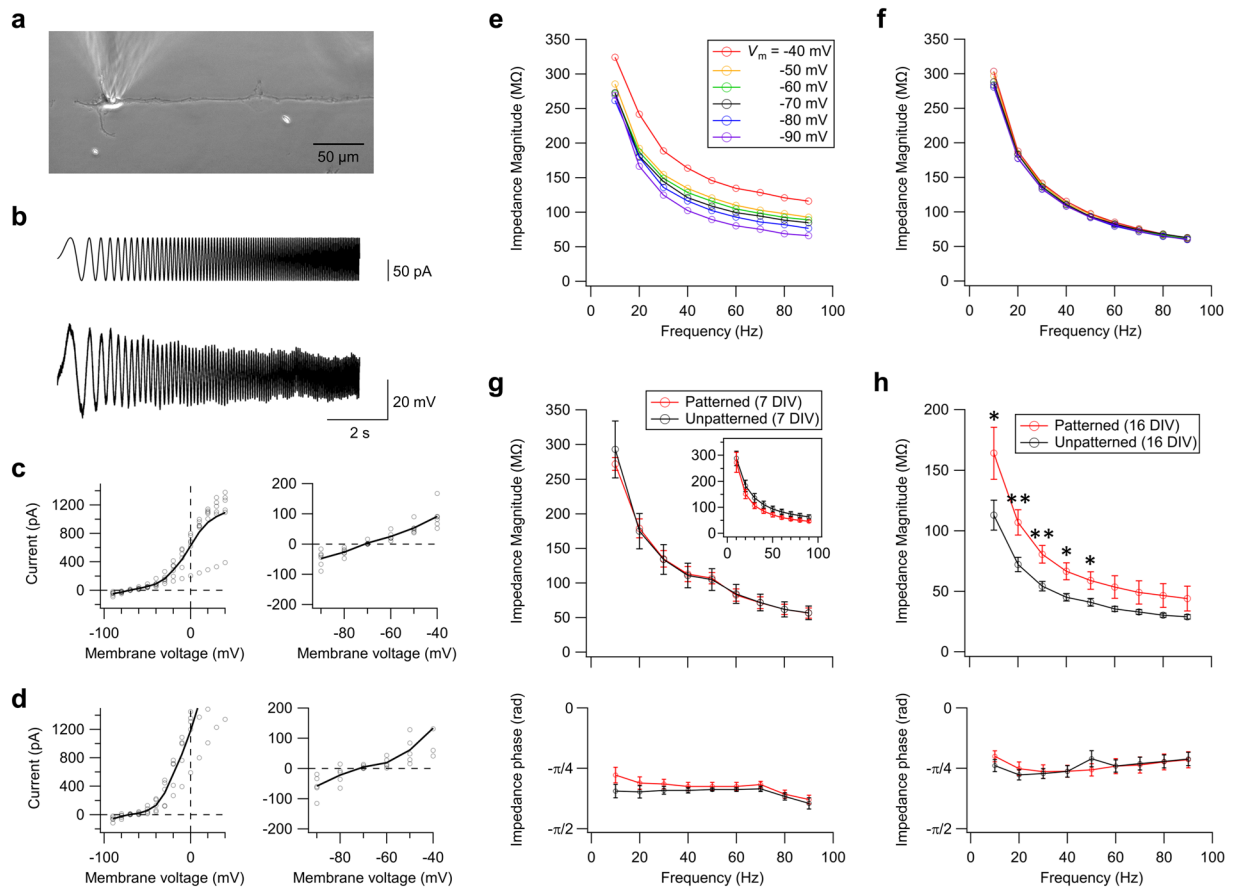 a
50 µm
b
50 pA
20 mV
2 s
c
Current (pA)
1200
800
400
0
-100
0
Membrane voltage (mV)
200
100
0
-100
-200
-80
-60
-40
Membrane voltage (mV)
d
Current (pA)
1200
800
400
0
-100
0
Membrane voltage (mV)
200
100
0
-100
-200
-80
-60
-40
Membrane voltage (mV)
e
Impedance Magnitude (MΩ)
350
300
250
200
150
100
50
0
Vm = -40 mV
-50 mV
-60 mV
-70 mV
-80 mV
-90 mV
0 20 40 60 80 100
Frequency (Hz)
f
Impedance Magnitude (MΩ)
350
300
250
200
150
100
50
0
0 20 40 60 80 100
Frequency (Hz)
g
Impedance Magnitude (MΩ)
350
300
250
200
150
100
50
0
Patterned (7 DIV)
Unpatterned (7 DIV)
300
200
100
0
0 50 100
Impedance phase (rad)
-0
-π/4
-π/2
0 20 40 60 80 100
Frequency (Hz)
h
Impedance Magnitude (MΩ)
200
150
100
50
0
Patterned (16 DIV)
Unpatterned (16 DIV)
*
**
**
*
*
Impedance phase (rad)
-0
-π/4
-π/2
0 20 40 60 80 100
Frequency (Hz)